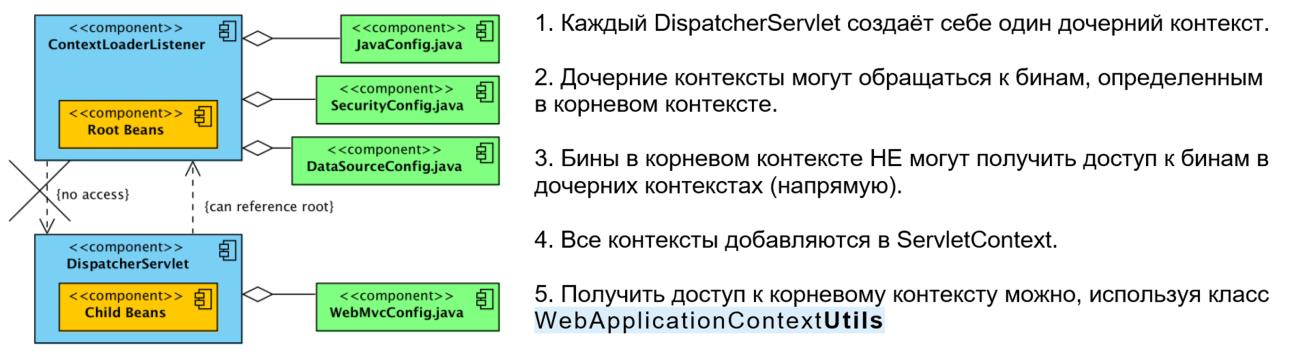 <<component>>
ContextLoaderListener
<<component>>
Root Beans
<<component>>
JavaConfig.java
<<component>>
SecurityConfig.java
<<component>>
DataSourceConfig.java
{no access}
{can reference root}
<<component>>
DispatcherServlet
<<component>>
Child Beans
<<component>>
WebMvcConfig.java
1. Каждый DispatcherServlet создаёт себе один дочерний контекст.
2. Дочерние контексты могут обращаться к бинам, определенным
в корневом контексте.
3. Бины в корневом контексте НЕ могут получить доступ к бинам в
дочерних контекстах (напрямую).
4. Все контексты добавляются в ServletContext.
5. Получить доступ к корневому контексту можно, используя класс
WebApplicationContextUtils